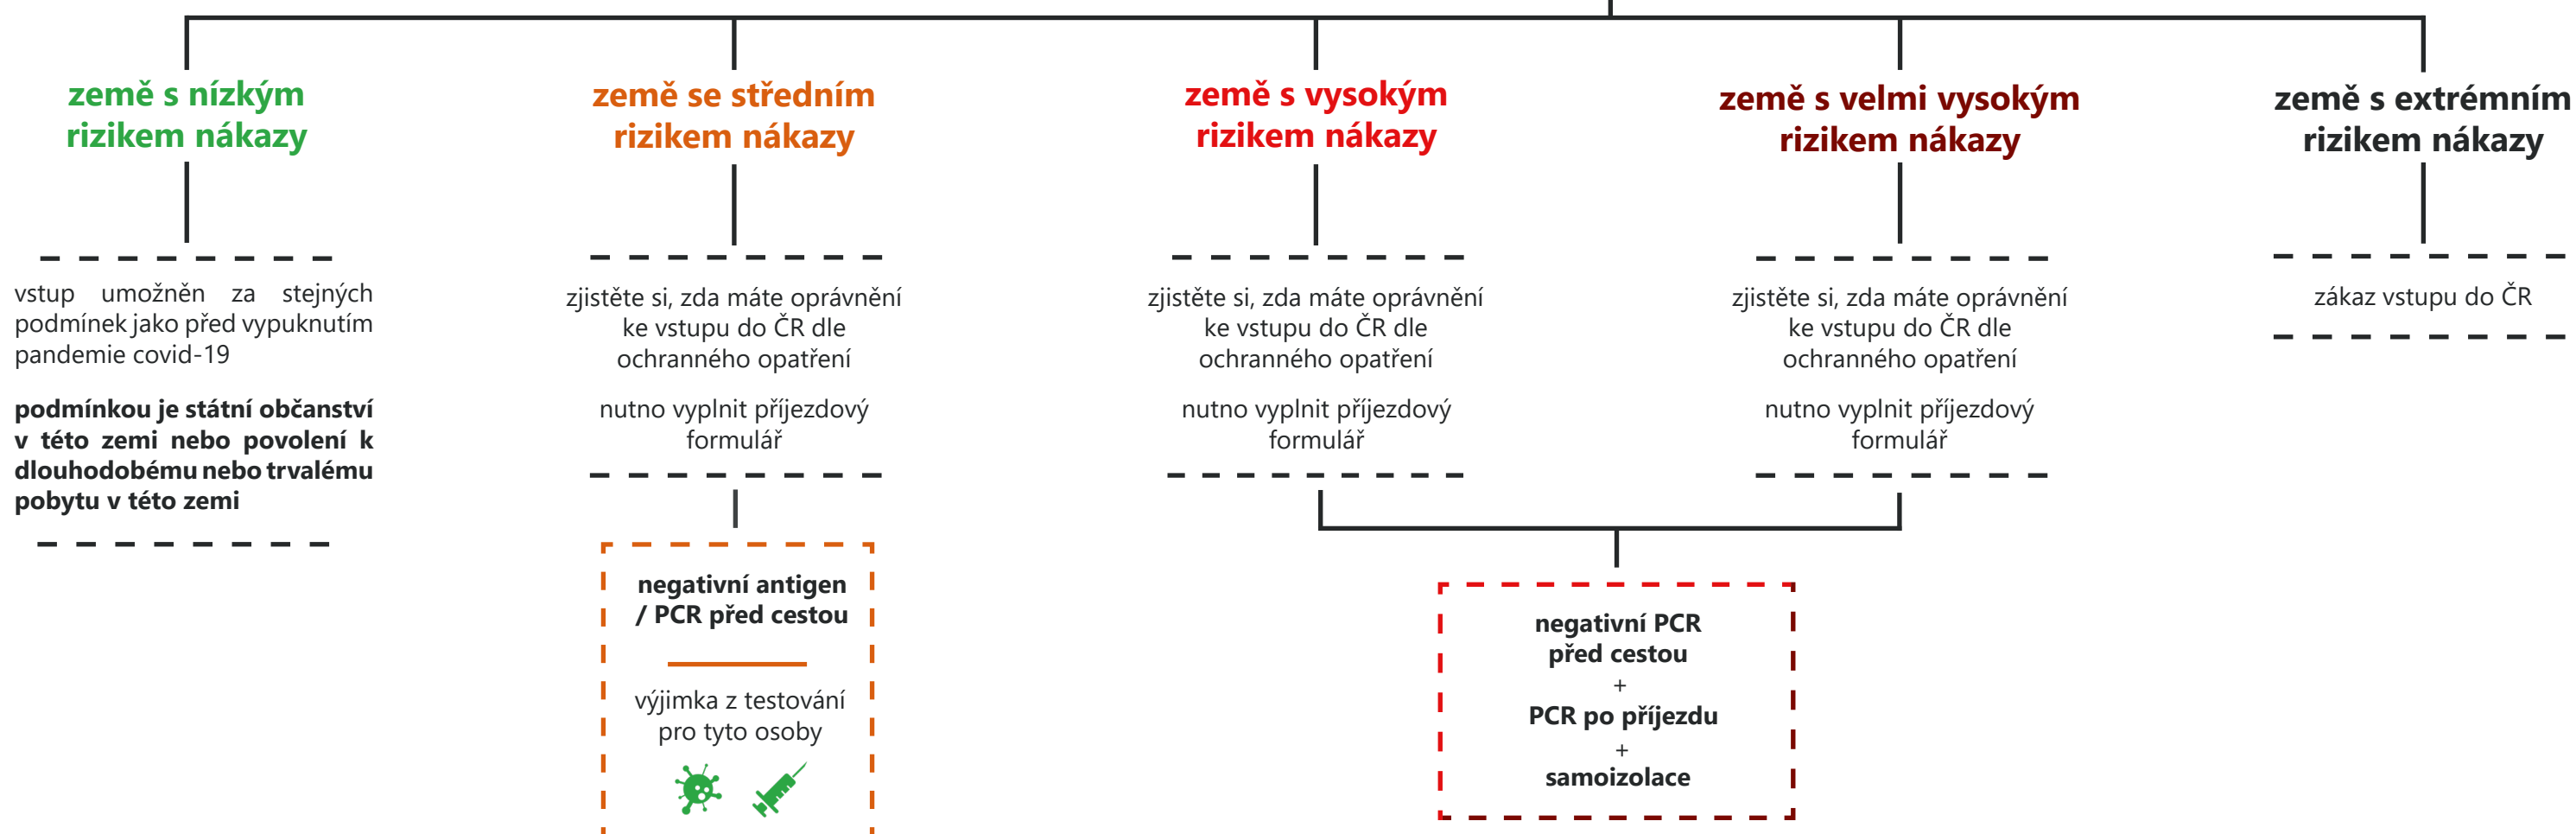 země s nízkým
rizikem nákazy
vstup umožněn za stejných
podmínek jako před vypuknutím
pandemie covid-19
podmínkou je státní občanství
v této zemi nebo povolení k
dlouhodobému nebo trvalému
pobytu v této zemi
země se středním
rizikem nákazy
zjistěte si, zda máte oprávnění
ke vstupu do ČR dle
ochranného opatření
nutno vyplnit příjezdový
formulář
negativní antigen
/ PCR před cestou
výjimka z testování
pro tyto osoby
země s vysokým
rizikem nákazy
zjistěte si, zda máte oprávnění
ke vstupu do ČR dle
ochranného opatření
nutno vyplnit příjezdový
formulář
země s velmi vysokým
rizikem nákazy
zjistěte si, zda máte oprávnění
ke vstupu do ČR dle
ochranného opatření
nutno vyplnit příjezdový
formulář
negativní PCR
před cestou
+
PCR po příjezdu
+
samoizolace
země s extrémním
rizikem nákazy
zákaz vstupu do ČR